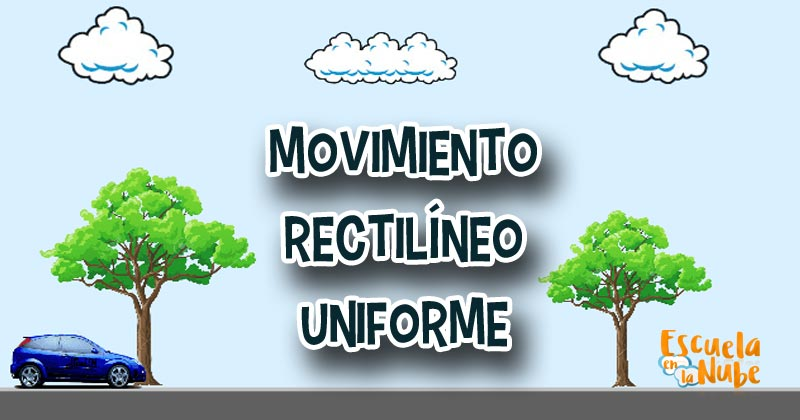 MOVIMIENTO
RECTILÍNEO
UNIFORME
Escuela
en la Nube